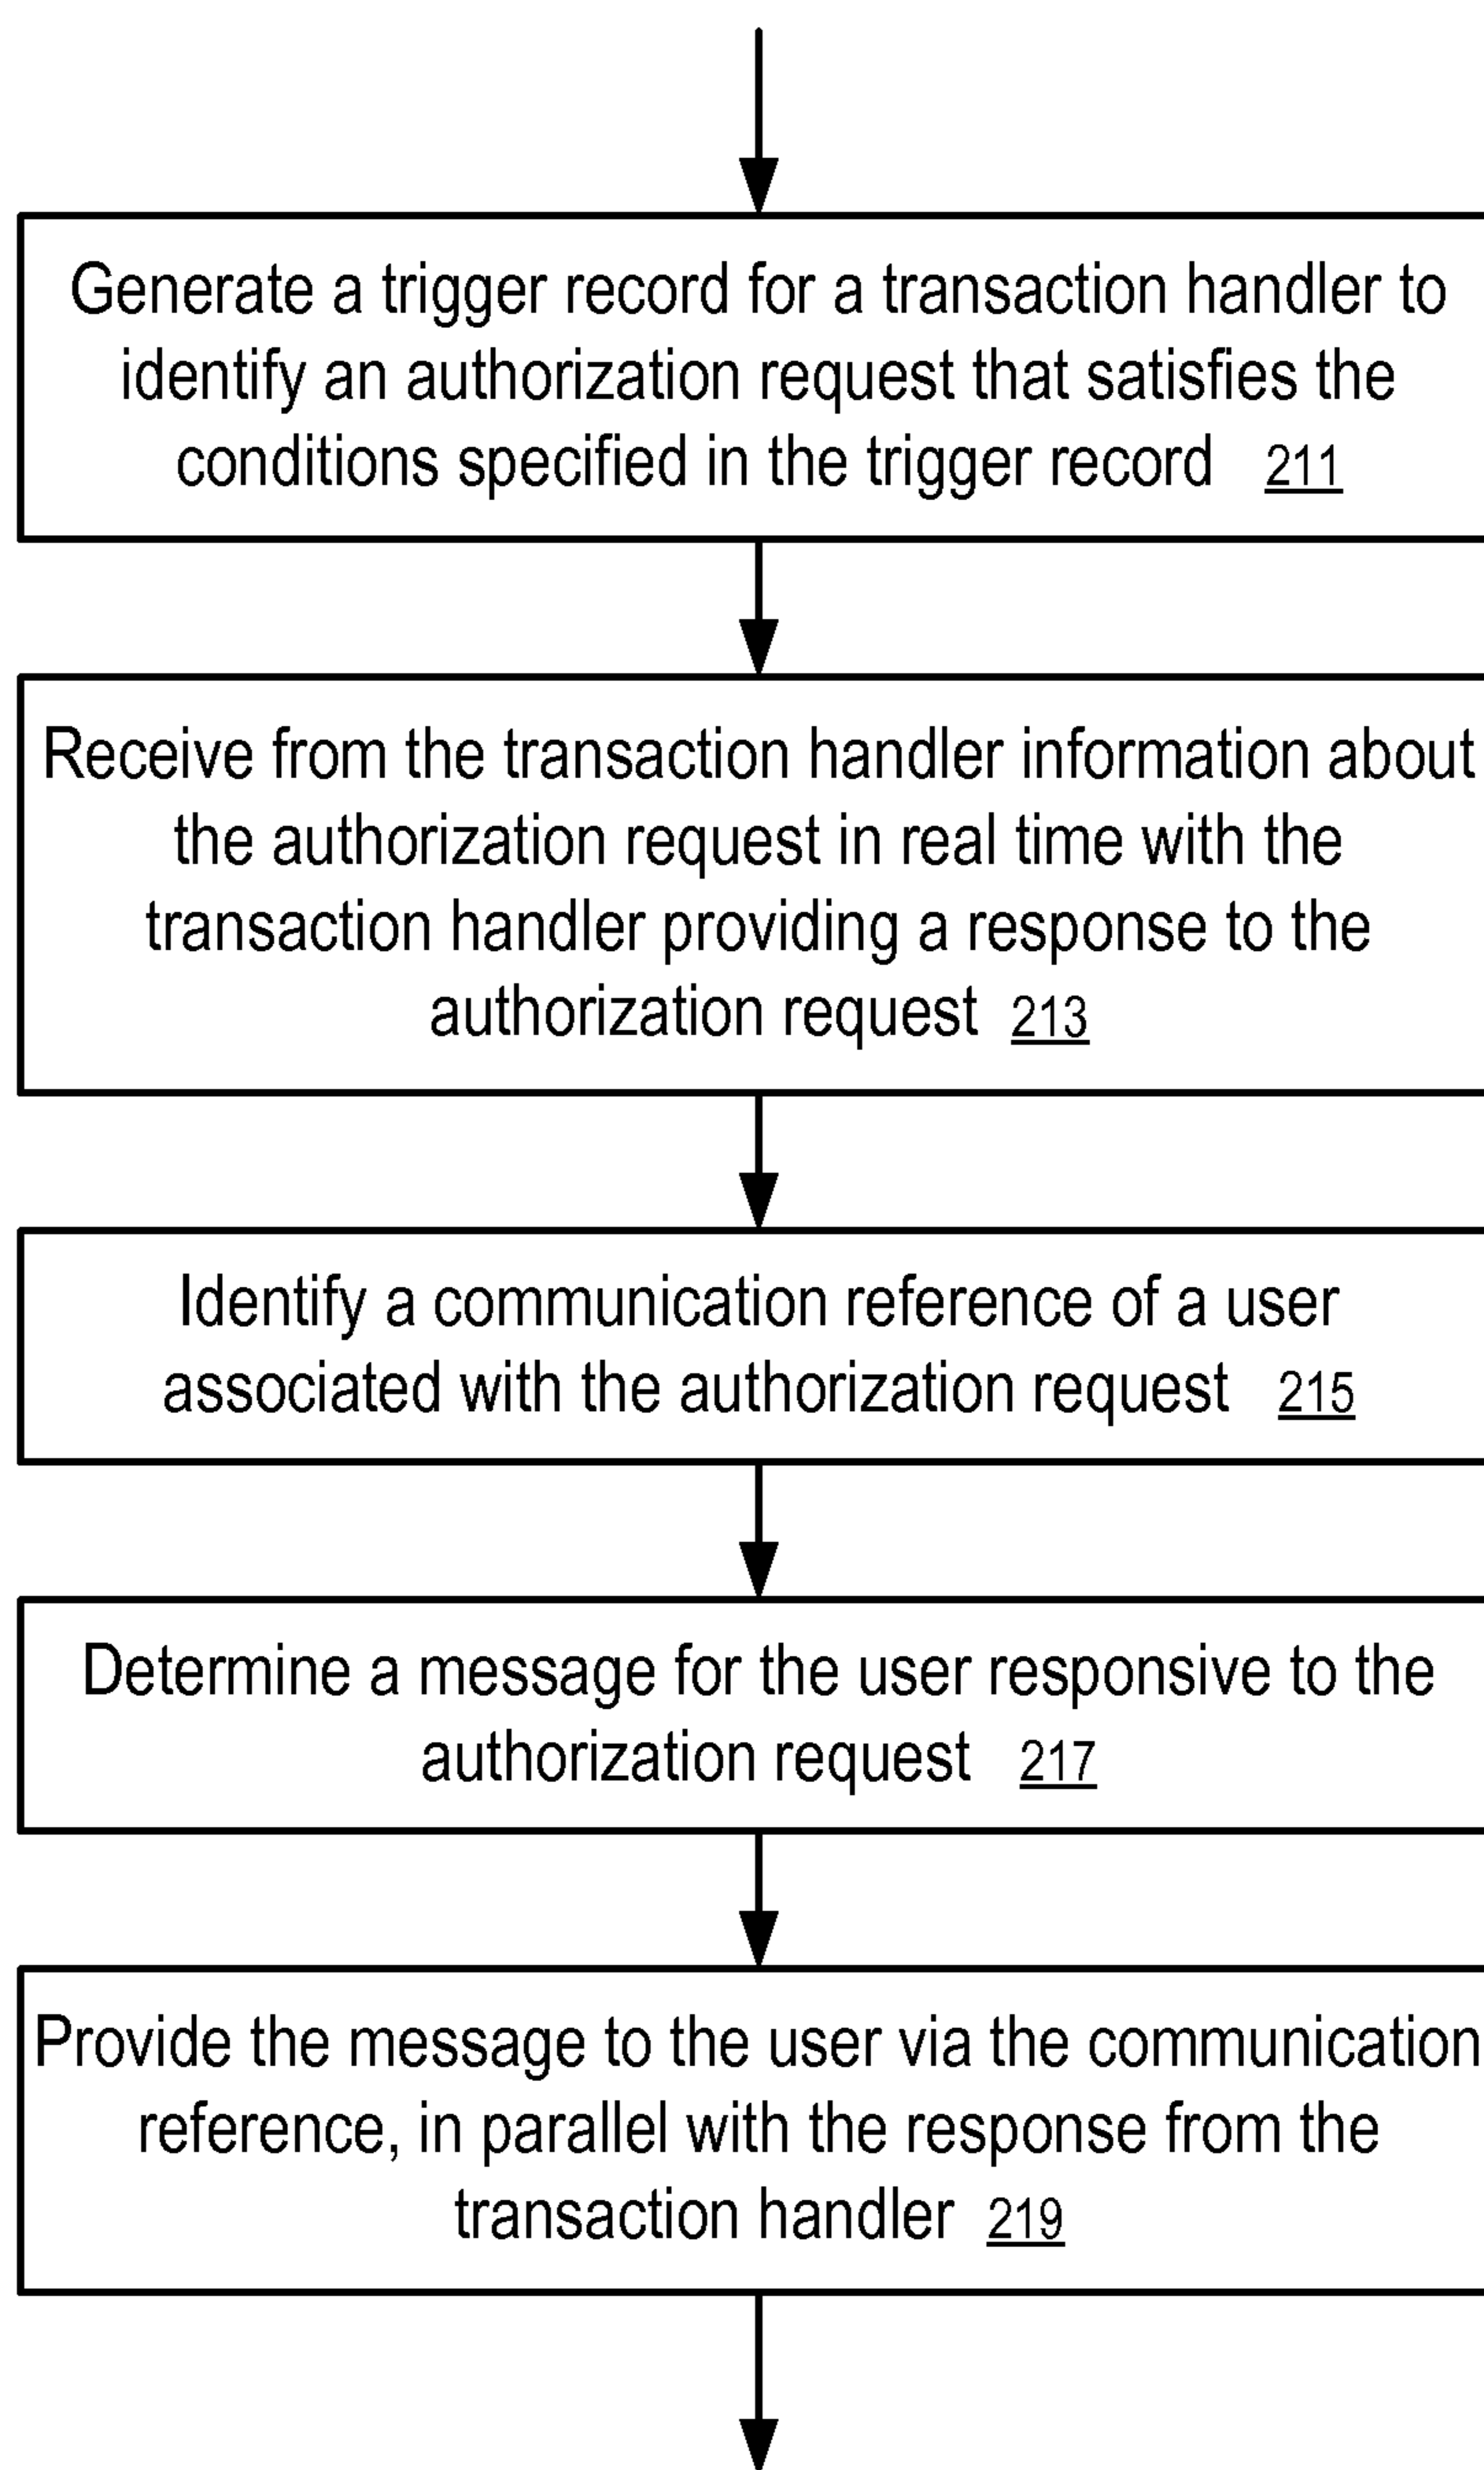 Generate a trigger record for a transaction handler to
identify an authorization request that satisfies the
conditions specified in the trigger record 211
Receive from the transaction handler information about
the authorization request in real time with the
transaction handler providing a response to the
authorization request 213
Identify a communication reference of a user
associated with the authorization request 215
Determine a message for the user responsive to the
authorization request 217
Provide the message to the user via the communication
reference, in parallel with the response from the
transaction handler 219